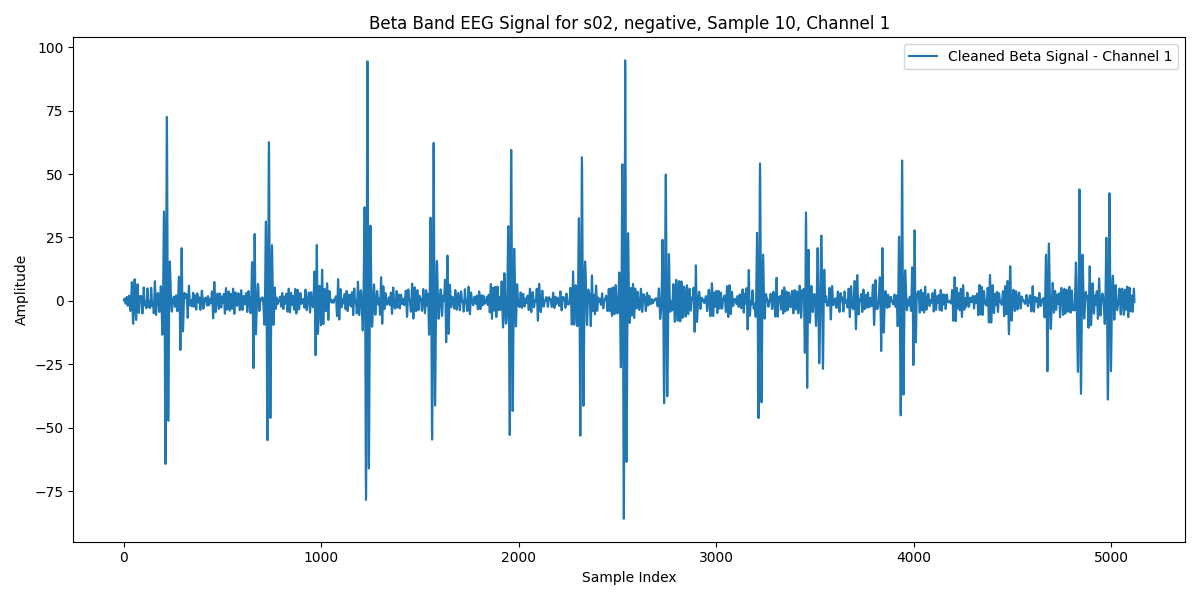 Beta Band EEG Signal for s02, negative, Sample 10, Channel 1
Cleaned Beta Signal - Channel 1
100
75
50
25
0
−25
−50
−75
Amplitude
0 1000 2000 3000 4000 5000
Sample Index